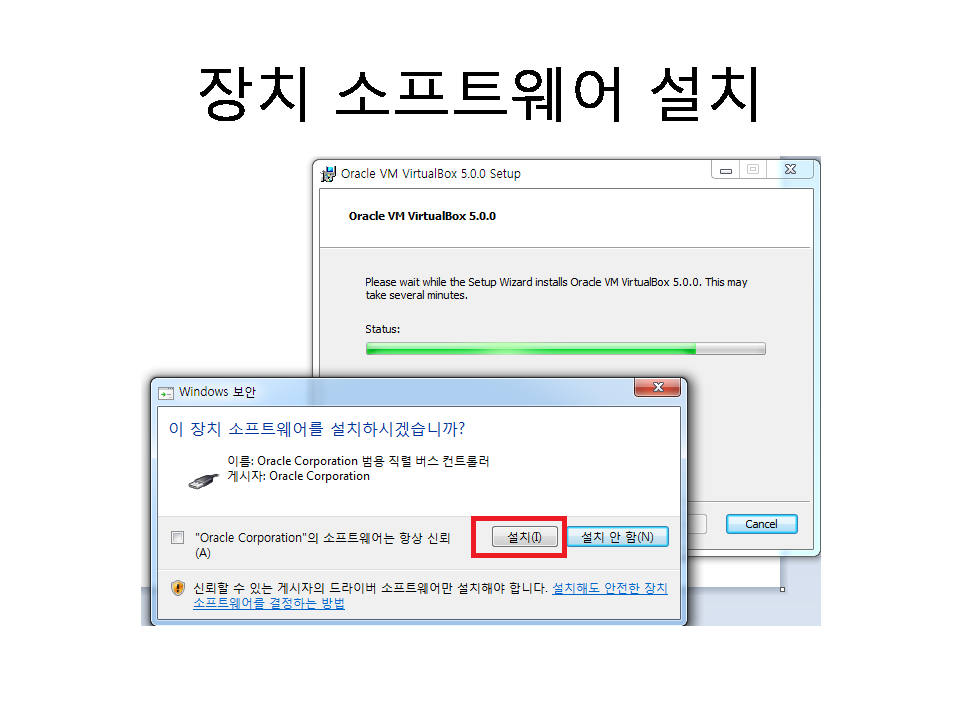 장치 소프트웨어 설치
Oracle VM VirtualBox 5.0.0 Setup
Oracle VM VirtualBox 5.0.0
Please wait while the Setup Wizard installs Oracle VM VirtualBox 5.0.0. This may
take several minutes.
Status:
Cancel
Windows 보안
이 장치 소프트웨어를 설치하시겠습니까?
이름: Oracle Corporation 범용 직렬 버스 컨트롤러
게시자: Oracle Corporation
"Oracle Corporation"의 소프트웨어는 항상 신뢰
(A)
설치(I)
설치 안 함(N)
신뢰할 수 있는 게시자의 드라이버 소프트웨어만 설치해야 합니다. 설치해도 안전한 장치
소프트웨어를 결정하는 방법